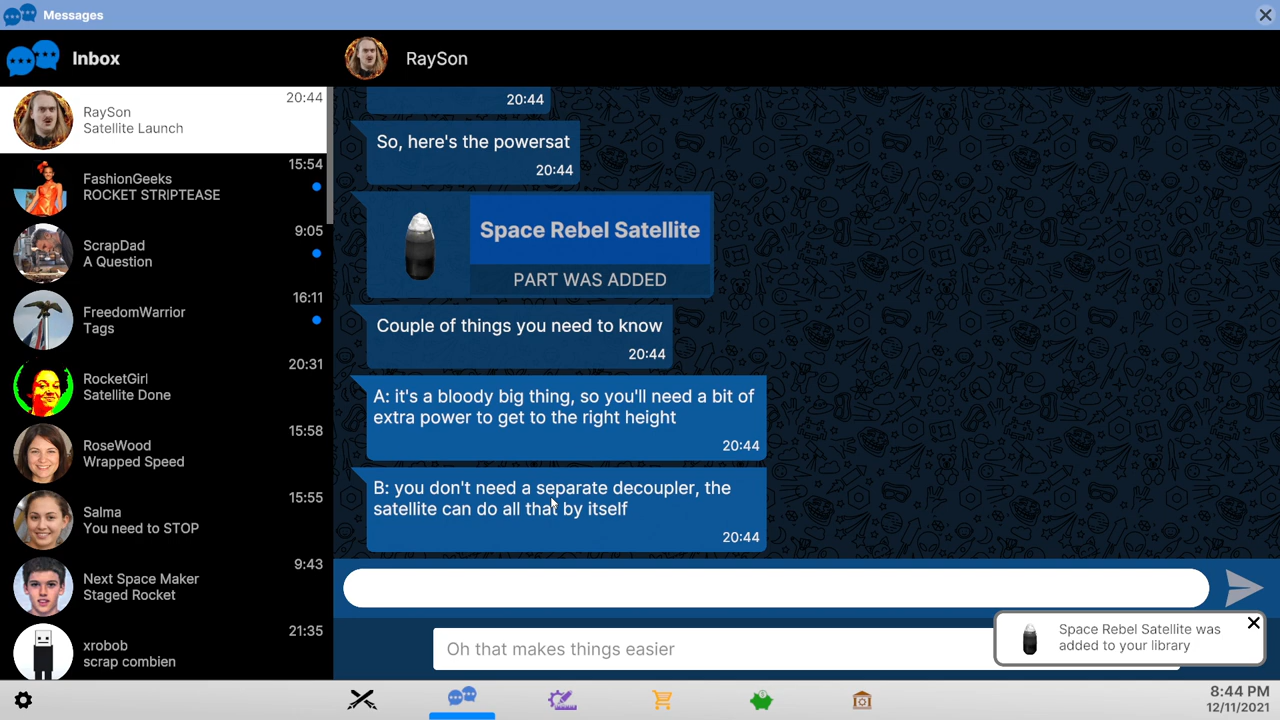 Messages
Inbox
RaySon
20:44
RaySon
Satellite Launch
15:54
FashionGeeks
ROCKET STRIPTEASE
9:05
ScrapDad
A Question
16:11
FreedomWarrior
Tags
20:31
RocketGirl
Satellite Done
15:58
RoseWood
Wrapped Speed
15:55
Salma
You need to STOP
9:43
Next Space Maker
Staged Rocket
21:35
xrobob
scrap combien
20:44
So, here's the powersat
20:44
Space Rebel Satellite
PART WAS ADDED
Couple of things you need to know
20:44
A: it's a bloody big thing, so you'll need a bit of
extra power to get to the right height
20:44
B: you don't need a separate decoupler, the
satellite can do all that by itself
20:44
Oh that makes things easier
Space Rebel Satellite was
added to your library
8:44 PM
12/11/2021